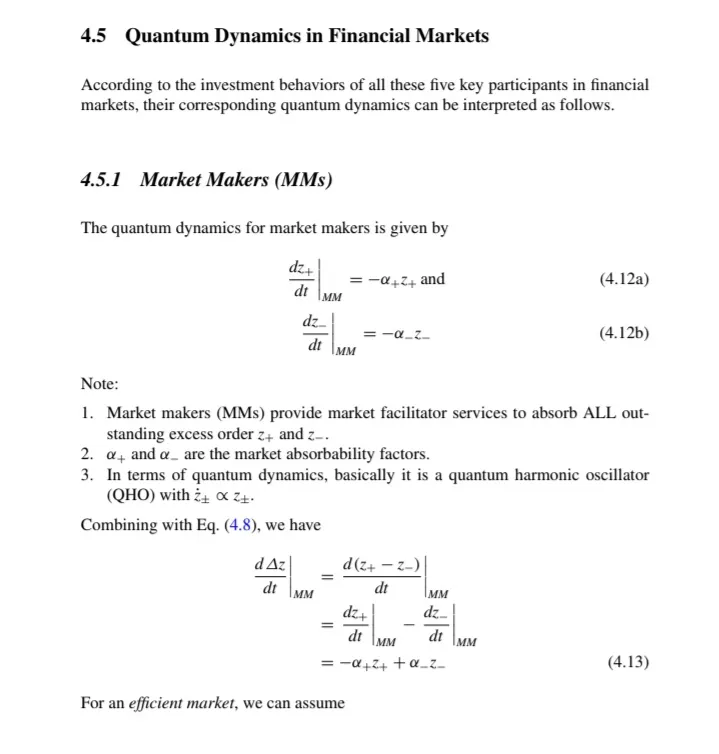 4.5 Quantum Dynamics in Financial Markets
According to the investment behaviors of all these five key participants in financial
markets, their corresponding quantum dynamics can be interpreted as follows.
4.5.1 Market Makers (MMs)
The quantum dynamics for market makers is given by
dz₊/dt |MM = −α₊z₊ and (4.12a)
dz₋/dt |MM = −α₋z₋ (4.12b)
Note:
1. Market makers (MMs) provide market facilitator services to absorb ALL out-
standing excess order z₊ and z₋.
2. α₊ and α₋ are the market absorbability factors.
3. In terms of quantum dynamics, basically it is a quantum harmonic oscillator
(QHO) with ż± ∝ z±.
Combining with Eq. (4.8), we have
dΔz/dt |MM = d(z₊ − z₋)/dt |MM
= dz₊/dt |MM − dz₋/dt |MM
= −α₊z₊ + α₋z₋ (4.13)
For an efficient market, we can assume